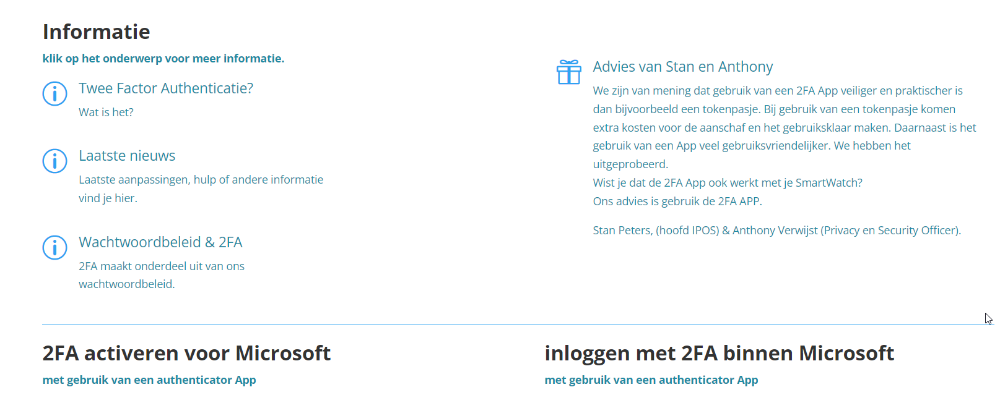 Informatie
klik op het onderwerp voor meer informatie.
Twee Factor Authenticatie?
Wat is het?
Laatste nieuws
Laatste aanpassingen, hulp of andere informatie
vind je hier.
Wachtwoordbeleid & 2FA
2FA maakt onderdeel uit van ons
wachtwoordbeleid.
Advies van Stan en Anthony
We zijn van mening dat gebruik van een 2FA App veiliger en praktischer is
dan bijvoorbeeld een tokenpasje. Bij gebruik van een tokenpasje komen
extra kosten voor de aanschaf en het gebruiksklaar maken. Daarnaast is het
gebruik van een App veel gebruiksvriendelijker. We hebben het
uitgeprobeerd.
Wist je dat de 2FA App ook werkt met je SmartWatch?
Ons advies is gebruik de 2FA APP.
Stan Peters, (hoofd IPOS) & Anthony Verwijst (Privacy en Security Officer).
2FA activeren voor Microsoft
met gebruik van een authenticator App
inloggen met 2FA binnen Microsoft
met gebruik van een authenticator App